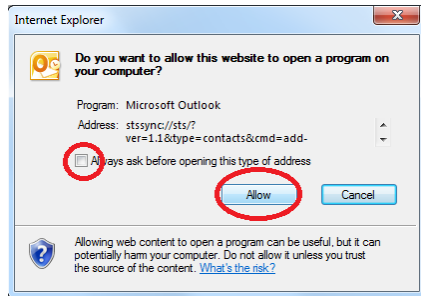 Internet Explorer
Do you want to allow this website to open a program on
your computer?
Program: Microsoft Outlook
Address: stssync://sts/?
ver=1.1&type=contacts&cmd=add-
Always ask before opening this type of address
Allow Cancel
Allowing web content to open a program can be useful, but it can
potentially harm your computer. Do not allow it unless you trust
the source of the content. What's the risk?